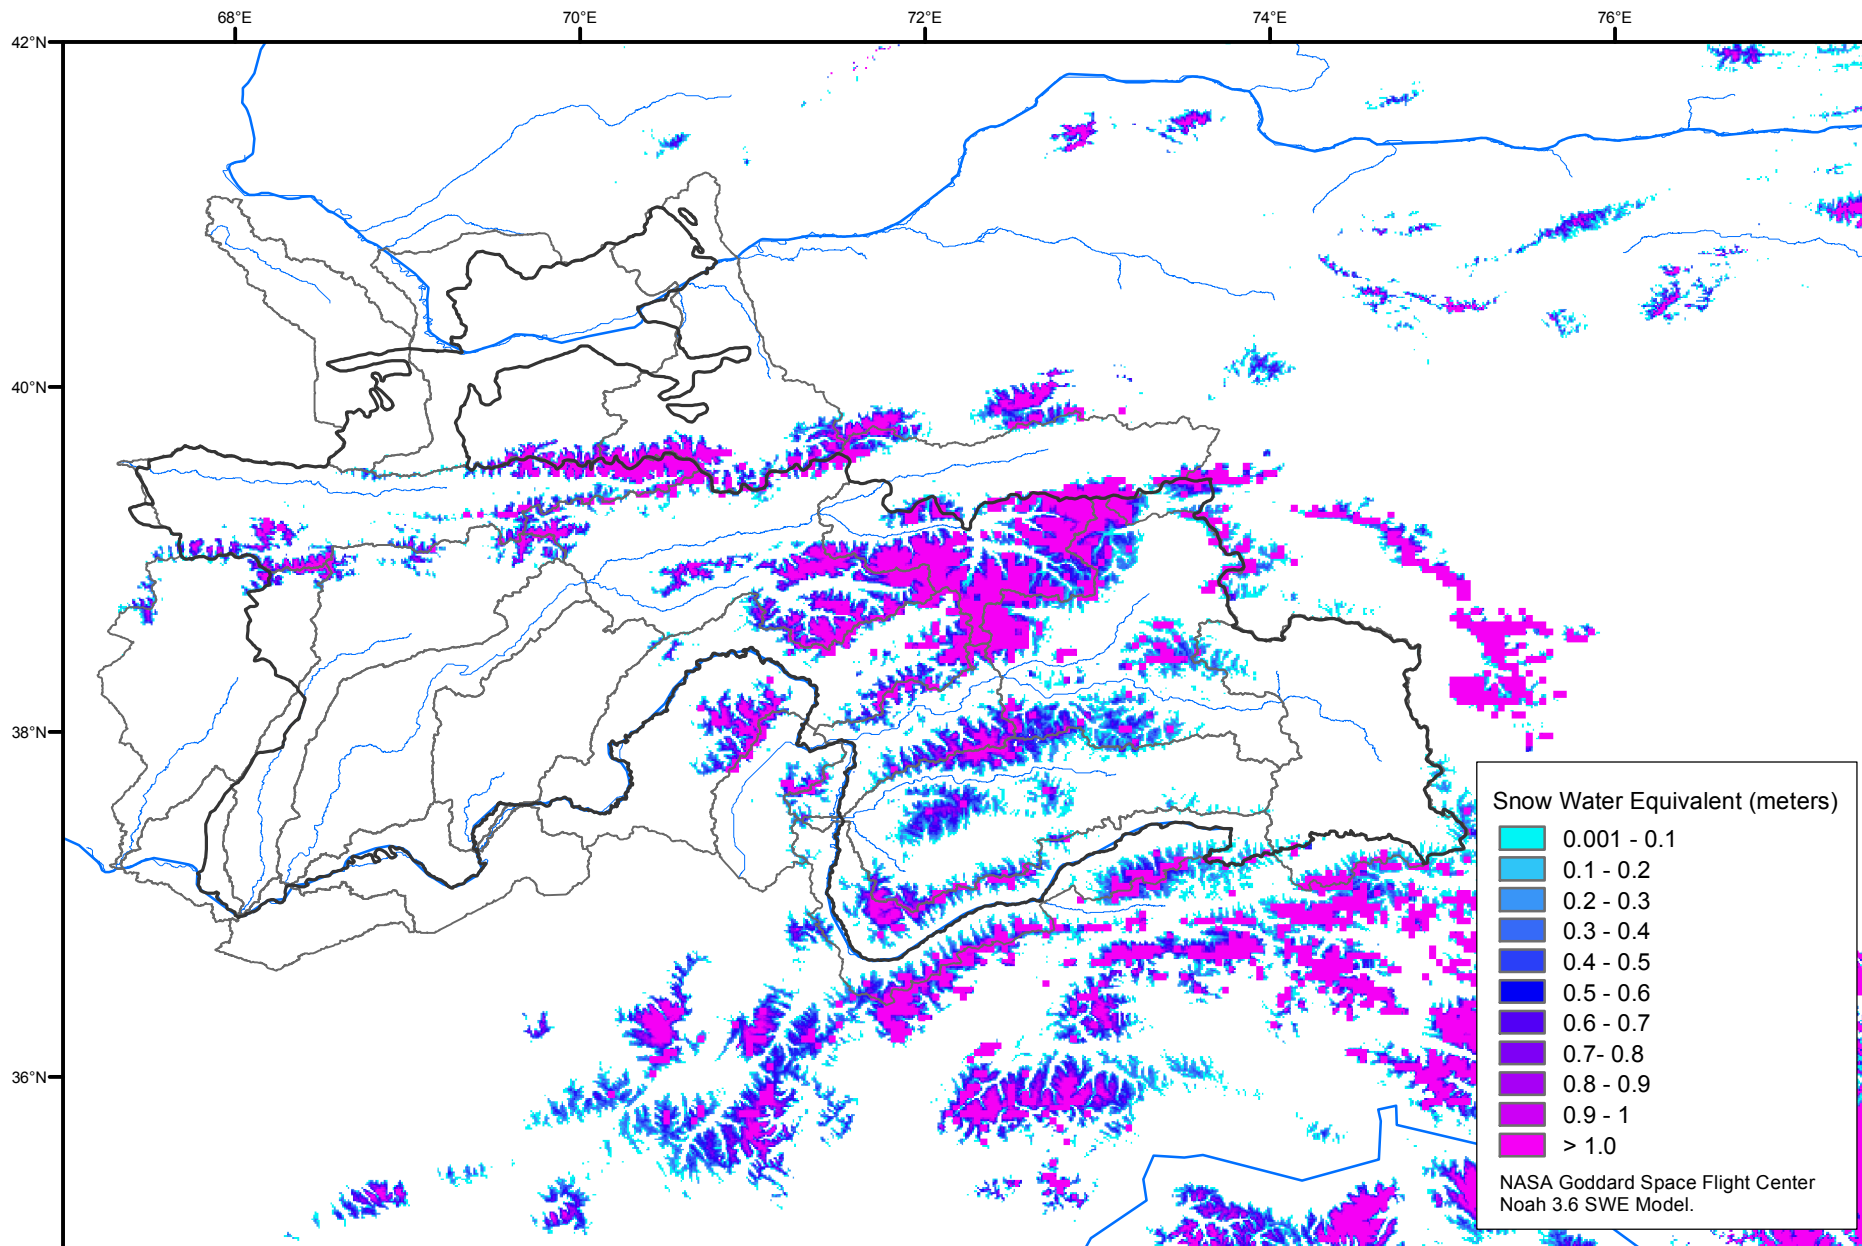 68°E 70°E 72°E 74°E 76°E
42°N
40°N
38°N
36°N
Snow Water Equivalent (meters)
0.001 - 0.1
0.1 - 0.2
0.2 - 0.3
0.3 - 0.4
0.4 - 0.5
0.5 - 0.6
0.6 - 0.7
0.7- 0.8
0.8 - 0.9
0.9 - 1
> 1.0
NASA Goddard Space Flight Center
Noah 3.6 SWE Model.